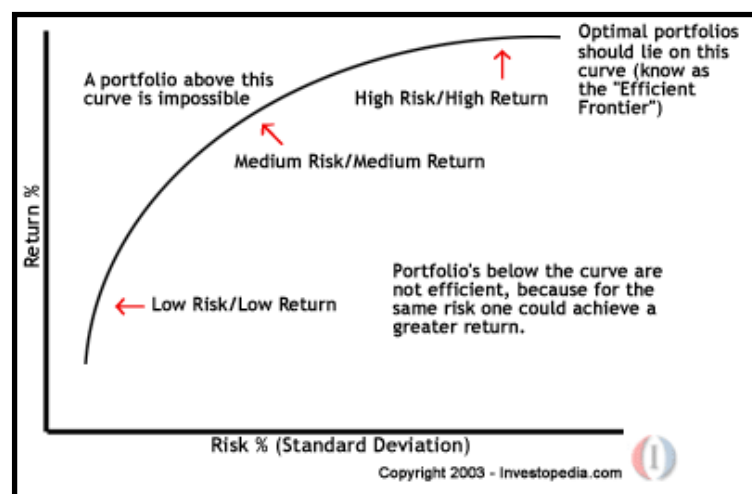 Optimal portfolios
should lie on this
curve (know as
the "Efficient
Frontier")
A portfolio above this
curve is impossible
High Risk/High Return
Medium Risk/Medium Return
Return %
Low Risk/Low Return
Portfolio's below the curve are
not efficient, because for the
same risk one could achieve a
greater return.
Risk % (Standard Deviation)
Copyright 2003 - Investopedia.com